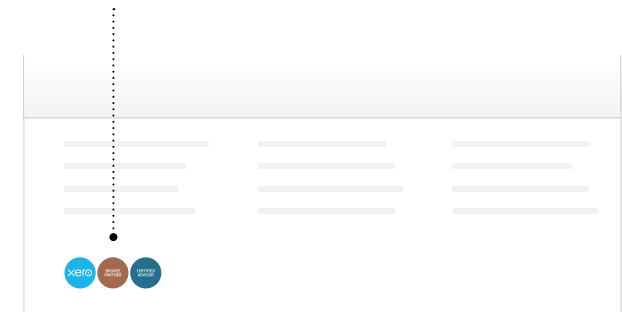 xero
BRONZE
PARTNER
CERTIFIED
ADVISOR